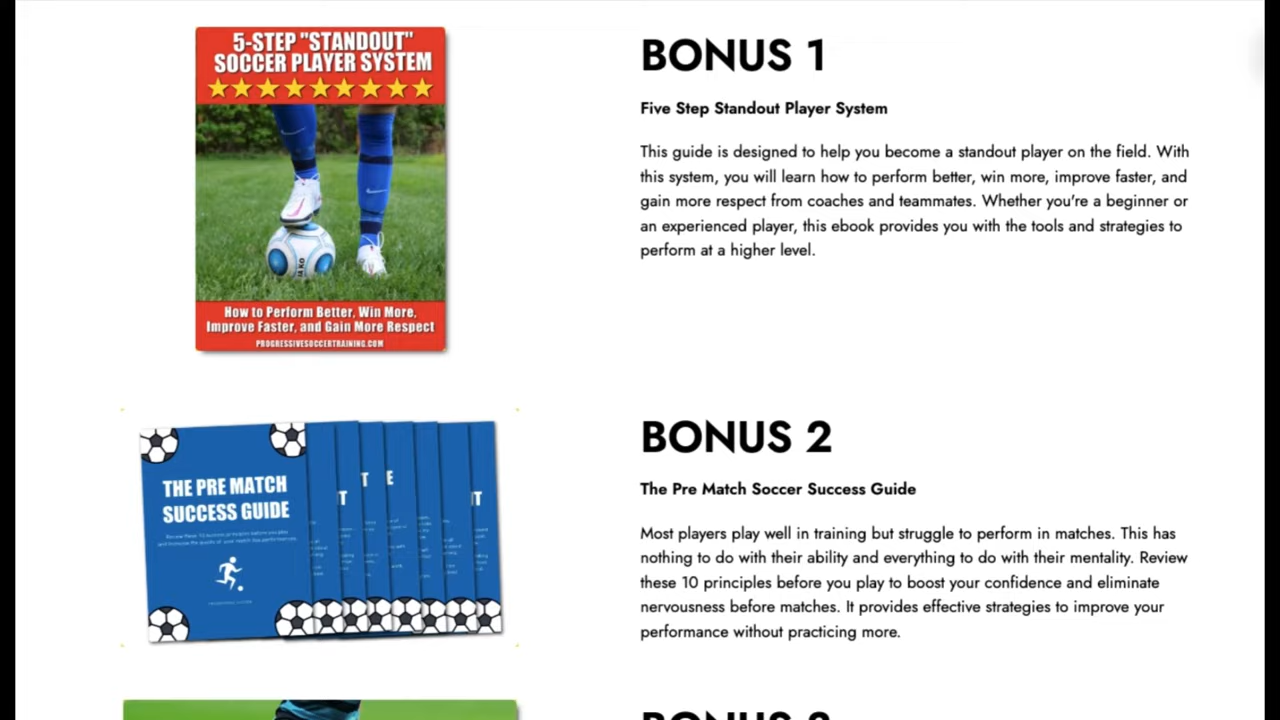 5-STEP "STANDOUT"
SOCCER PLAYER SYSTEM
How to Perform Better, Win More,
Improve Faster, and Gain More Respect
PROGRESSIVESOCCERTRAINING.COM
BONUS 1
Five Step Standout Player System
This guide is designed to help you become a standout player on the field. With
this system, you will learn how to perform better, win more, improve faster, and
gain more respect from coaches and teammates. Whether you're a beginner or
an experienced player, this ebook provides you with the tools and strategies to
perform at a higher level.
THE PRE MATCH
SUCCESS GUIDE
BONUS 2
The Pre Match Soccer Success Guide
Most players play well in training but struggle to perform in matches. This has
nothing to do with their ability and everything to do with their mentality. Review
these 10 principles before you play to boost your confidence and eliminate
nervousness before matches. It provides effective strategies to improve your
performance without practicing more.
BONUS